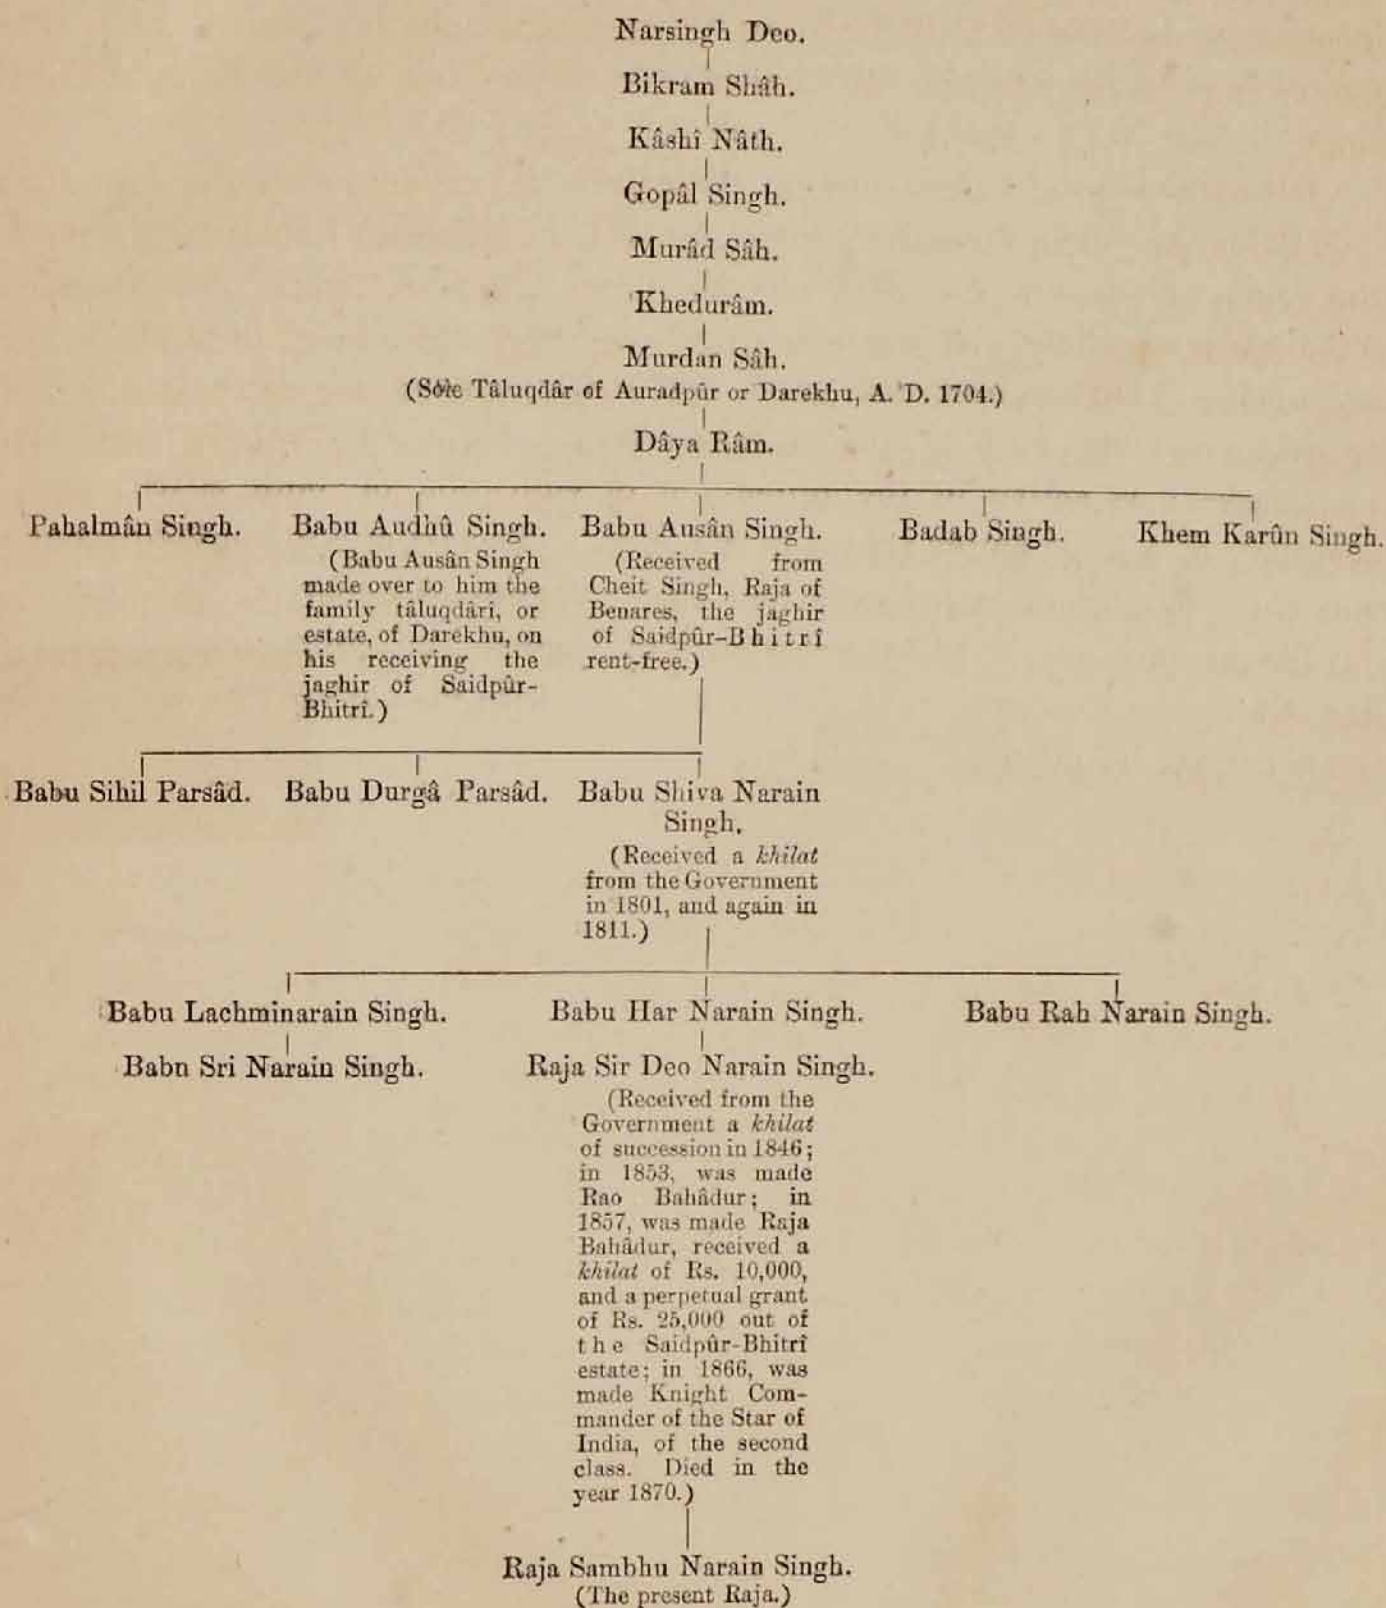 Narsingh Deo.
Bikram Shâh.
Kâshî Nâth.
Gopâl Singh.
Murâd Sâh.
Khedurâm.
Murdan Sâh.
(Sole Tâluqdâr of Auradpûr or Darekhu, A. D. 1704.)
Dâya Râm.
Pahalmân Singh.
Babu Audhû Singh.
(Babu Ausân Singh
made over to him the
family tâluqdâri, or
estate, of Darekhu, on
his receiving the
jaghir of Saidpûr-
Bhitrî.)
Babu Ausân Singh.
(Received from
Cheit Singh, Raja of
Benares, the jaghir
of Saidpûr-Bhitrî
rent-free.)
Badab Singh.
Khem Karûn Singh.
Babu Sihil Parsâd.
Babu Durgâ Parsâd.
Babu Shiva Narain
Singh.
(Received a khilat
from the Government
in 1801, and again in
1811.)
Babu Lachminarain Singh.
Babu Har Narain Singh.
Babu Rah Narain Singh.
Babn Sri Narain Singh.
Raja Sir Deo Narain Singh.
(Received from the
Government a khilat
of succession in 1846;
in 1853, was made
Rao Bahâdur; in
1857, was made Raja
Bahâdur, received a
khilat of Rs. 10,000,
and a perpetual grant
of Rs. 25,000 out of
the Saidpûr-Bhitrî
estate; in 1866, was
made Knight Com-
mander of the Star of
India, of the second
class. Died in the
year 1870.)
Raja Sambhu Narain Singh.
(The present Raja.)